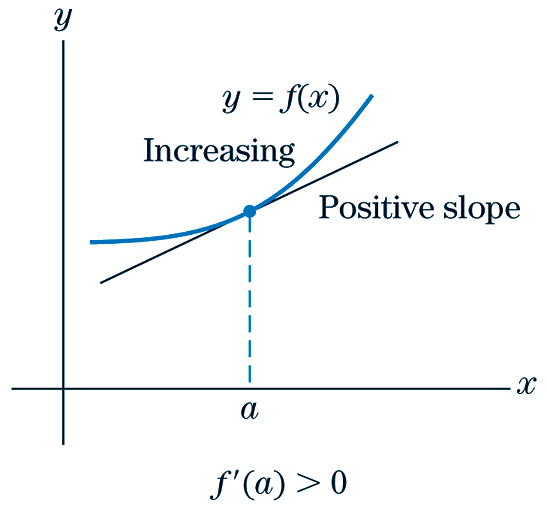 y
y = f(x)
Increasing
Positive slope
x
a
f′(a) > 0